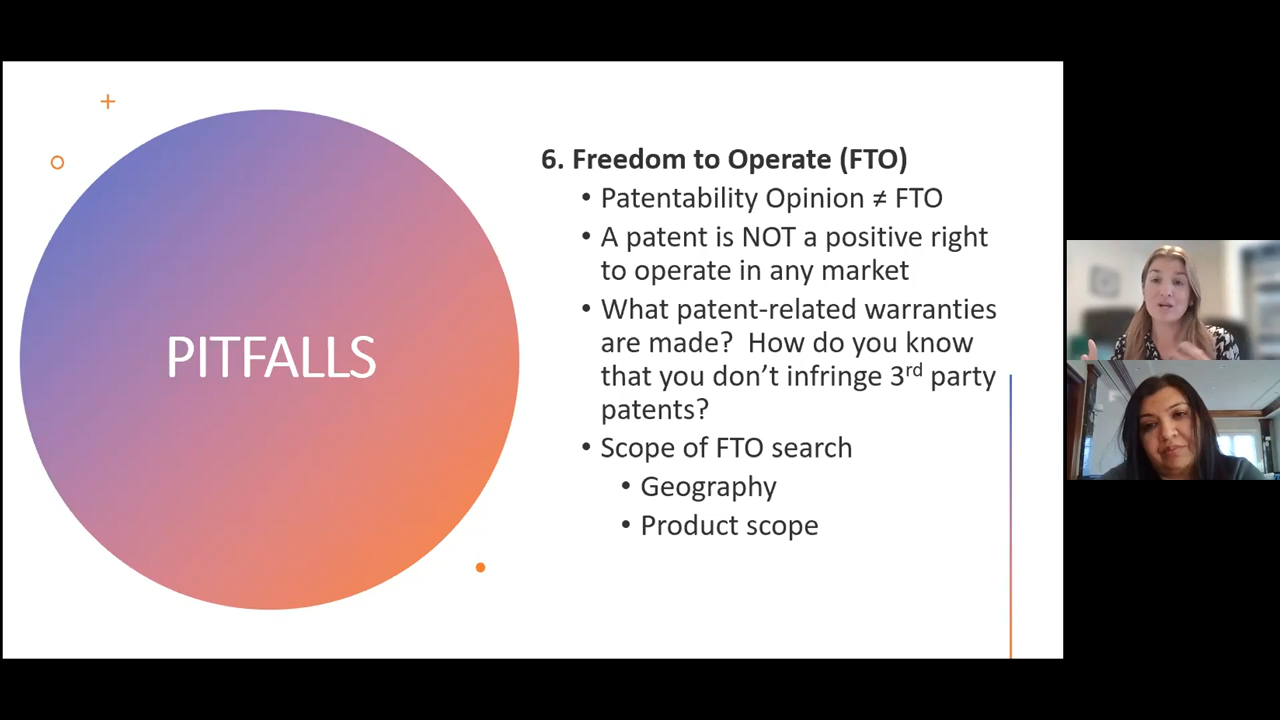 PITFALLS
6. Freedom to Operate (FTO)
• Patentability Opinion ≠ FTO
• A patent is NOT a positive right
to operate in any market
• What patent-related warranties
are made?  How do you know
that you don’t infringe 3rd party
patents?
• Scope of FTO search
• Geography
• Product scope